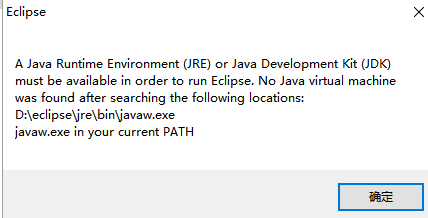 Eclipse
A Java Runtime Environment (JRE) or Java Development Kit (JDK)
must be available in order to run Eclipse. No Java virtual machine
was found after searching the following locations:
D:\eclipse\jre\bin\javaw.exe
javaw.exe in your current PATH
确定